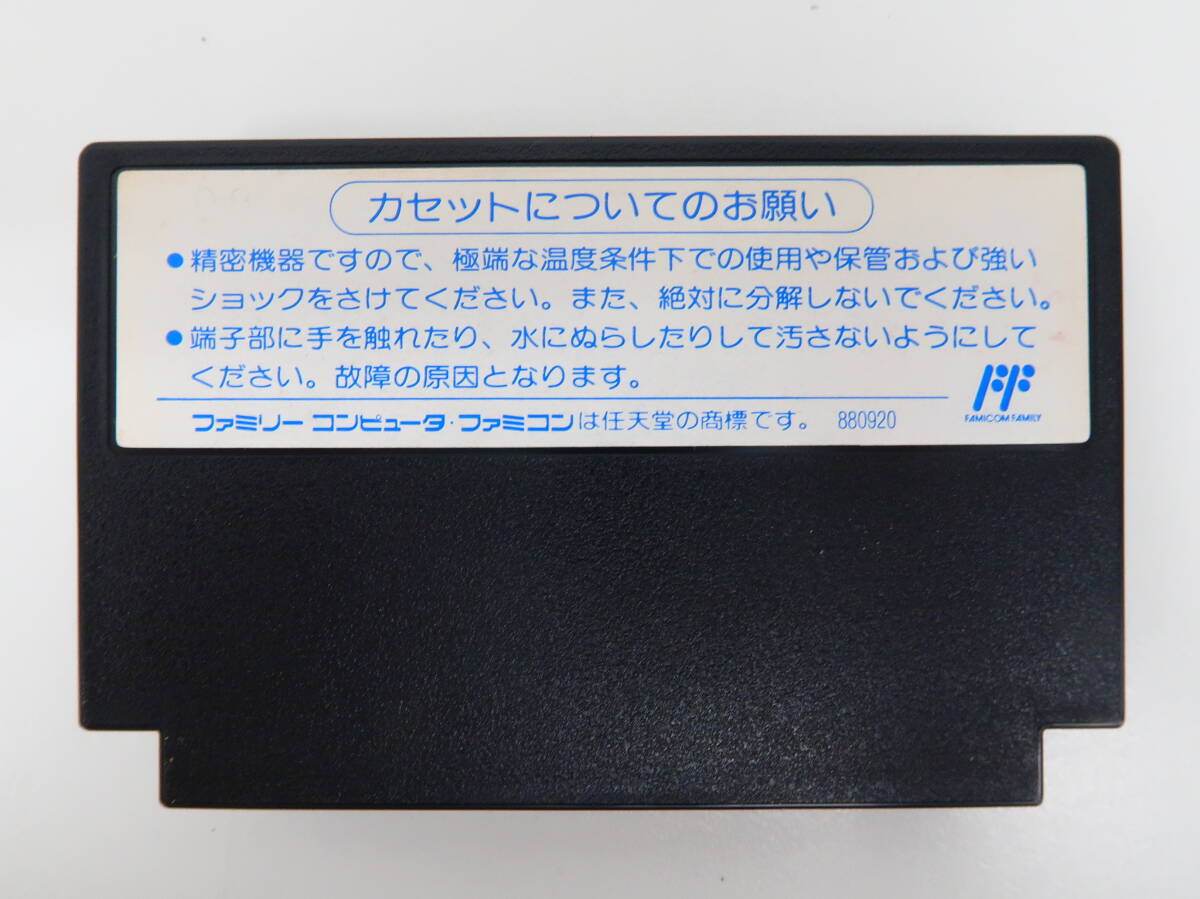 カセットについてのお願い
●精密機器ですので、極端な温度条件下での使用や保管および強い
ショックをさけてください。また、絶対に分解しないでください。
●端子部に手を触れたり、水にぬらしたりして汚さないようにして
ください。故障の原因となります。
FAMICOM FAMILY
ファミリー コンピュータ・ファミコンは任天堂の商標です。 880920